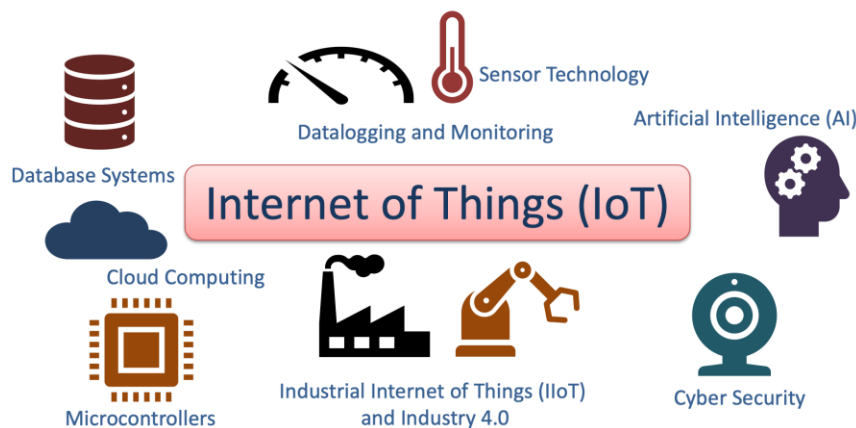 Sensor Technology
Datalogging and Monitoring
Artificial Intelligence (AI)
Database Systems
Internet of Things (IoT)
Cloud Computing
Industrial Internet of Things (IIoT)
and Industry 4.0
Microcontrollers
Cyber Security